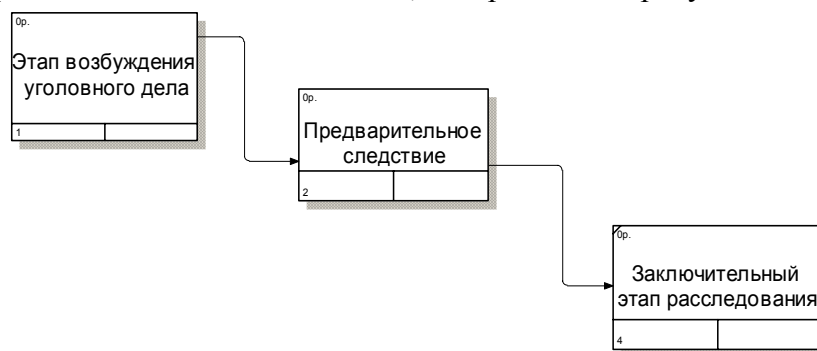 0р.
Этап возбуждения
уголовного дела
1
0р.
Предварительное
следствие
2
0р.
Заключительный
этап расследования
4